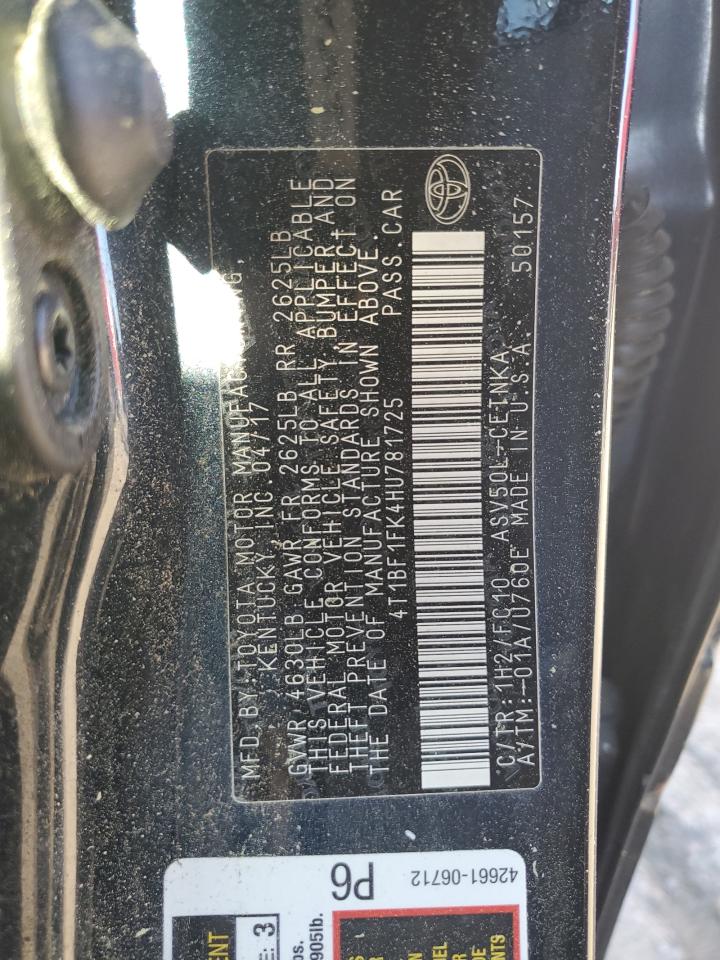 MFD. BY: TOYOTA MOTOR
KENTUCKY, INC. 04/17
GVWR 4630LB GAWR FR 2625LB RR 2625LB
THIS VEHICLE CONFORMS TO ALL APPLICABLE
FEDERAL MOTOR VEHICLE SAFETY, BUMPER, AND
THEFT PREVENTION STANDARDS IN EFFECT ON
THE DATE OF MANUFACTURE SHOWN ABOVE.
4T1BF1FK4HU781725 PASS.CAR
C/TR:1H2/FC10 ASV50L-CETNKA
A/TM:-01A/U760E MADE IN U.S.A. 50157
P6
42661-06712
3
905lb.